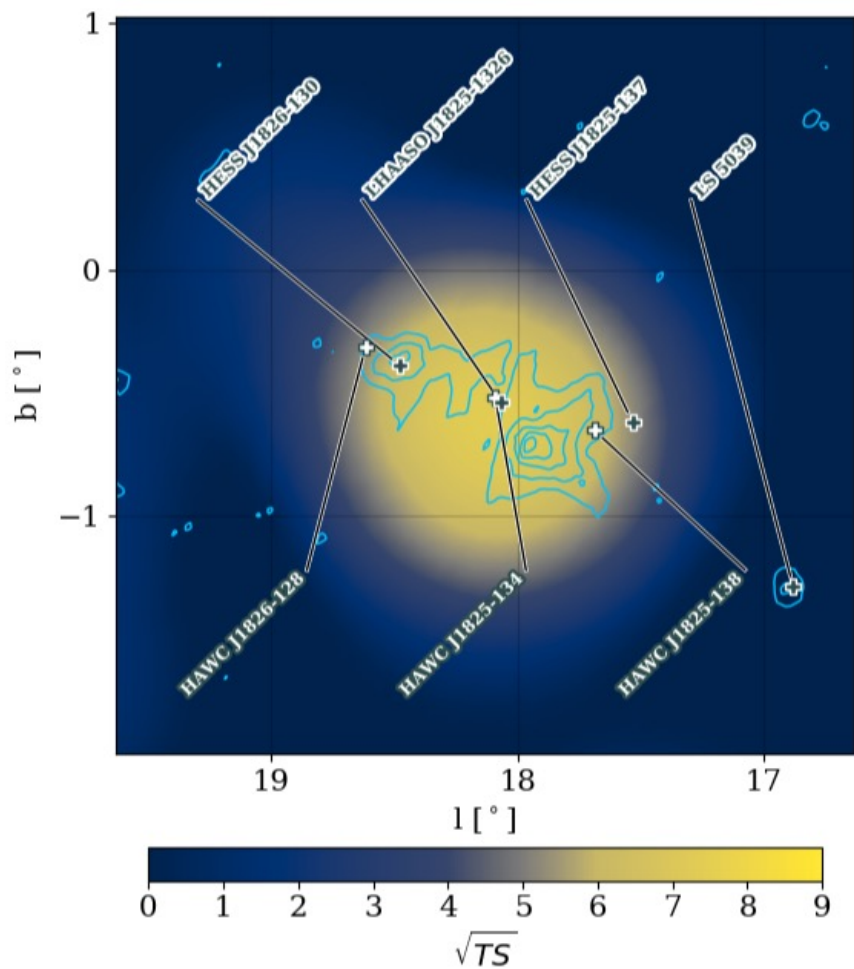 1
0
−1
b [°]
HESS J1826-130
LHAASO J1825-1326
HESS J1825-137
LS 5039
HAWC J1826-128
HAWC J1825-134
HAWC J1825-138
19 18 17
l [°]
0 1 2 3 4 5 6 7 8 9
√TS